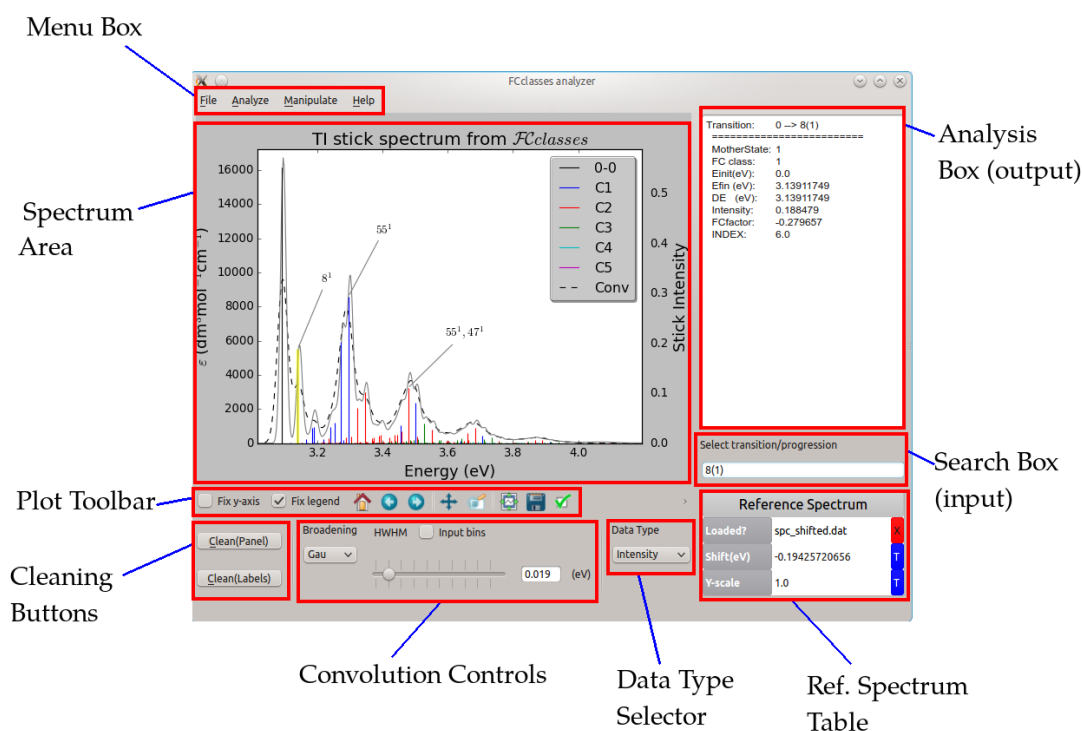 Menu Box
FCclasses analyzer
File Analyze Manipulate Help
TI stick spectrum from FCclasses
16000
14000
12000
10000
8000
6000
4000
2000
0
ε (dm³mol⁻¹cm⁻¹)
8¹
55¹
55¹, 47¹
0-0
C1
C2
C3
C4
C5
Conv
0.5
0.4
0.3
0.2
0.1
0.0
Stick Intensity
3.2 3.4 3.6 3.8 4.0
Energy (eV)
Transition: 0 --> 8(1)
==========================
MotherState: 1
FC class: 1
Einit(eV): 0.0
Efin (eV): 3.13911749
DE (eV): 3.13911749
Intensity: 0.188479
FCfactor: -0.279657
INDEX: 6.0
Analysis
Box (output)
Spectrum
Area
Select transition/progression
8(1)
Search Box
(input)
Plot Toolbar
Fix y-axis Fix legend
Clean(Panel)
Clean(Labels)
Cleaning
Buttons
Broadening HWHM Input bins
Gau
0.019 (eV)
Convolution Controls
Data Type
Intensity
Data Type
Selector
Reference Spectrum
Loaded? spc_shifted.dat X
Shift(eV) -0.19425720656 T
Y-scale 1.0 T
Ref. Spectrum
Table